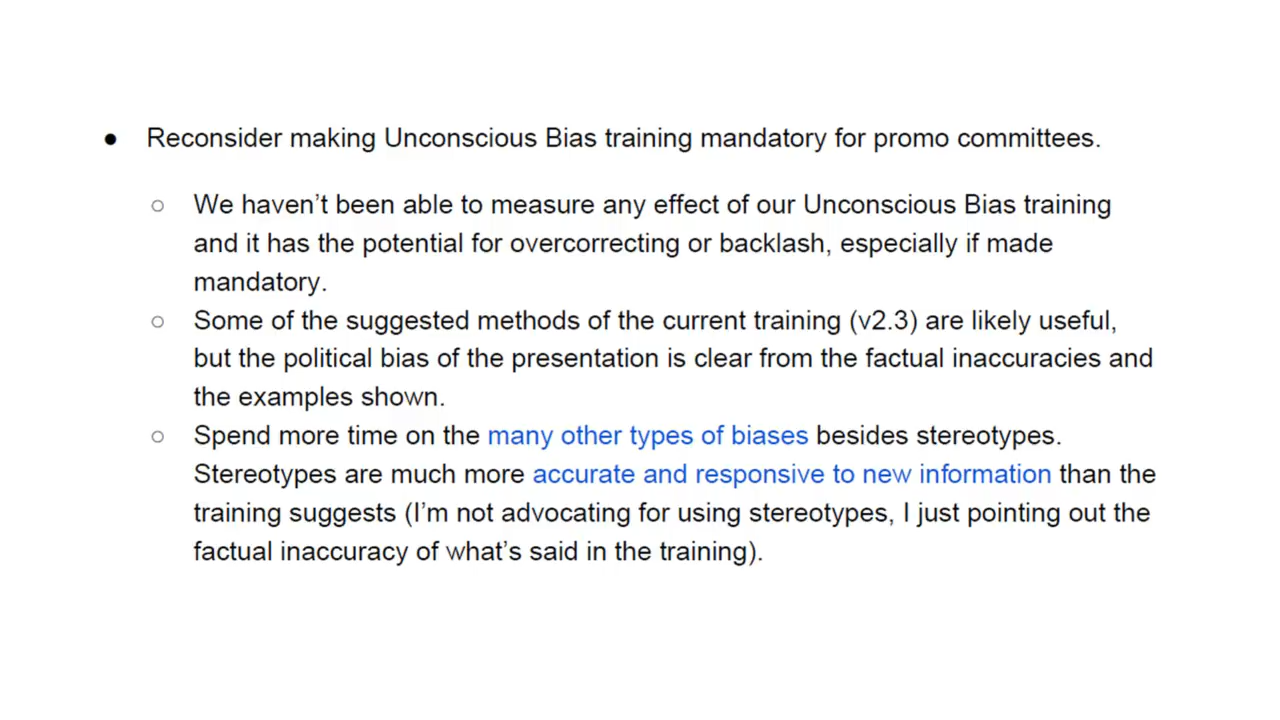 ● Reconsider making Unconscious Bias training mandatory for promo committees.
○ We haven’t been able to measure any effect of our Unconscious Bias training
and it has the potential for overcorrecting or backlash, especially if made
mandatory.
○ Some of the suggested methods of the current training (v2.3) are likely useful,
but the political bias of the presentation is clear from the factual inaccuracies and
the examples shown.
○ Spend more time on the many other types of biases besides stereotypes.
Stereotypes are much more accurate and responsive to new information than the
training suggests (I’m not advocating for using stereotypes, I just pointing out the
factual inaccuracy of what’s said in the training).